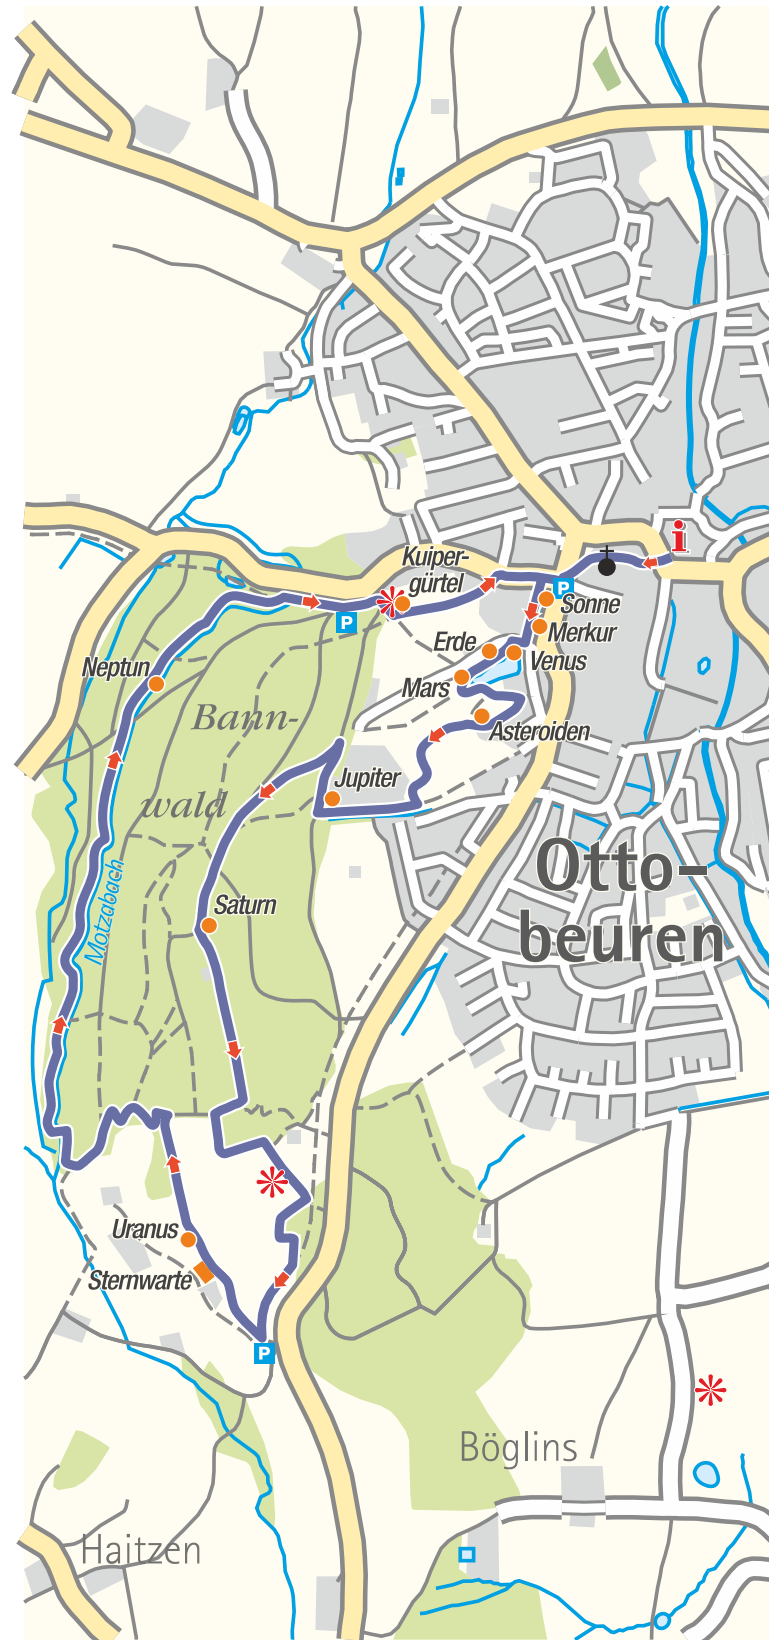 i
Kuiper-
gürtel
P
Sonne
P
Merkur
Erde
Venus
Neptun
Mars
Bann-
Asteroiden
Jupiter
wald
Otto-
beuren
Motzabach
Saturn
Uranus
Sternwarte
P
Böglins
Haitzen